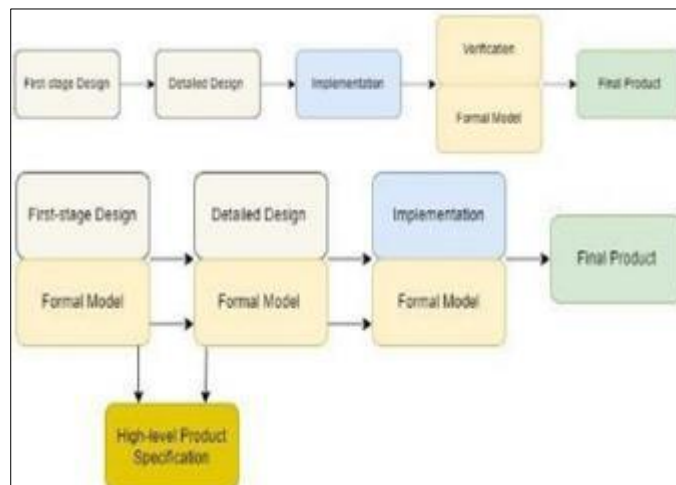 First-stage Design
Detailed Design
Implementation
Verification
Formal Model
Final Product
First-stage Design
Detailed Design
Implementation
Final Product
Formal Model
Formal Model
Formal Model
High-level Product
Specification